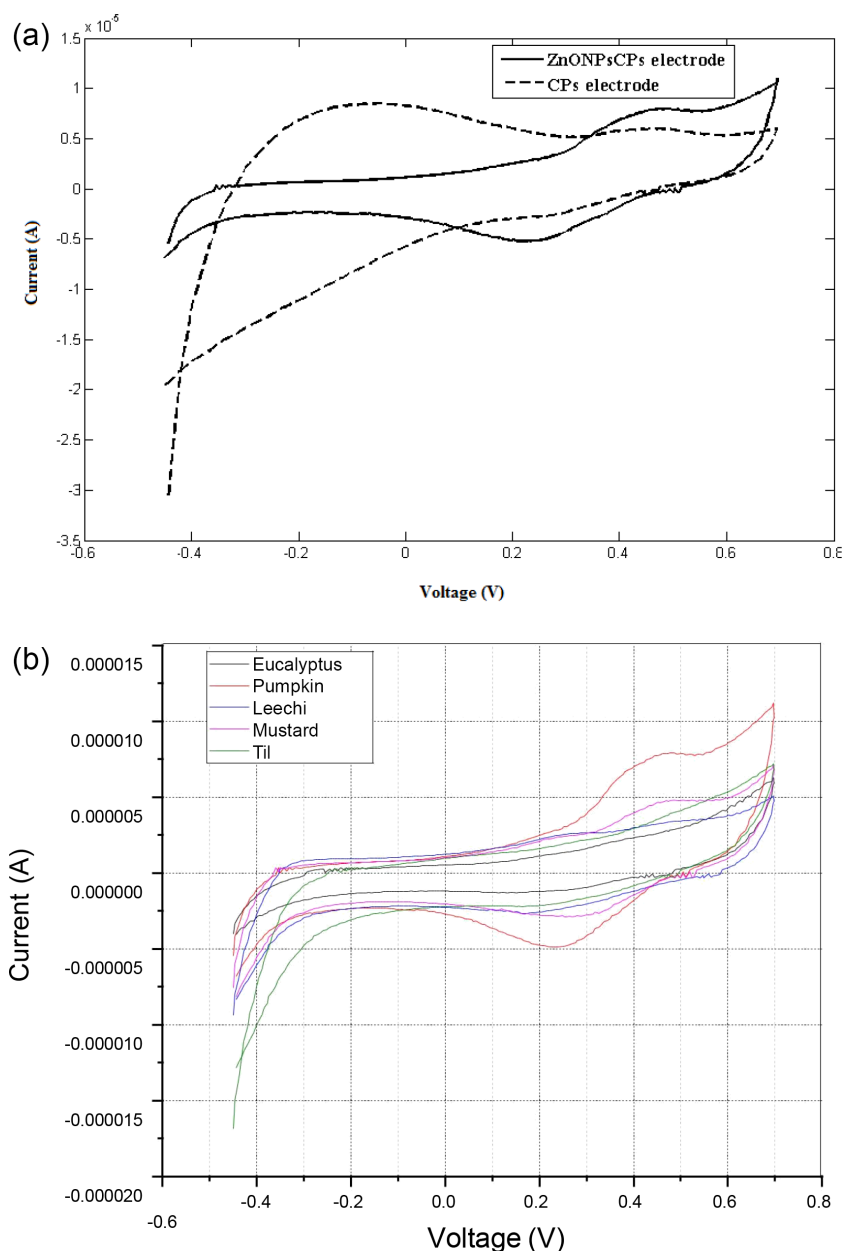 (a)
x 10^-5
1.5
1
0.5
0
-0.5
-1
-1.5
-2
-2.5
-3
-3.5
Current (A)
ZnONPsCPs electrode
CPs electrode
-0.6 -0.4 -0.2 0 0.2 0.4 0.6 0.8
Voltage (V)
(b)
0.000015
0.000010
0.000005
0.000000
-0.000005
-0.000010
-0.000015
-0.000020
Current (A)
Eucalyptus
Pumpkin
Leechi
Mustard
Til
-0.6 -0.4 -0.2 0.0 0.2 0.4 0.6 0.8
Voltage (V)